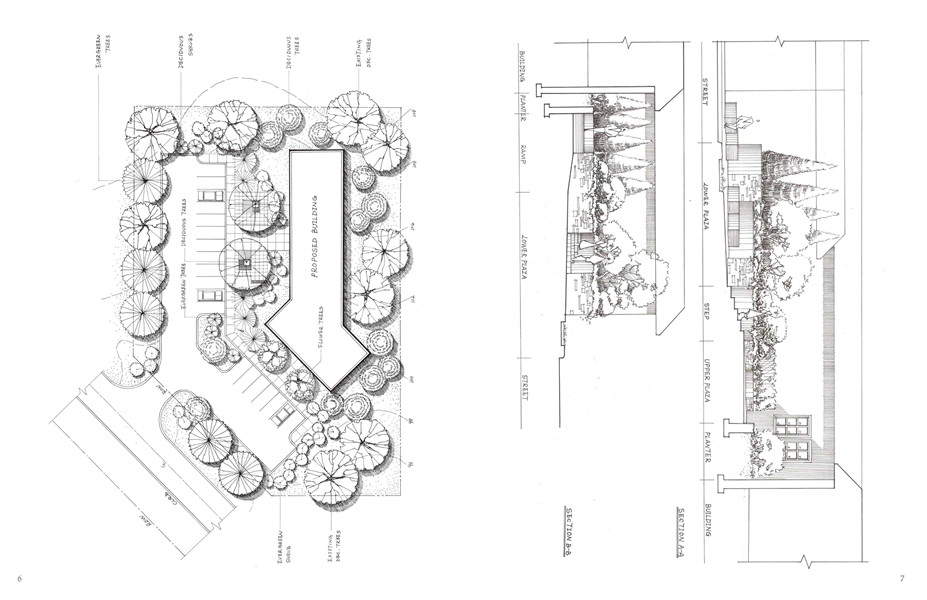 EVERGREEN
TREES
DECIDUOUS
SHRUBS
DECIDUOUS
TREES
EXISTING
DEC. TREES
PROPOSED BUILDING
DECIDUOUS TREES
EVERGREEN TREES
FLOWER TREES
CURB
EVERGREEN
SHRUB
EXISTING
DEC. TREES
6
BUILDING
PLANTER
RAMP
LOWER PLAZA
STREET
SECTION B-B
STREET
LOWER PLAZA
STEP
UPPER PLAZA
PLANTER
BUILDING
SECTION A-A
7